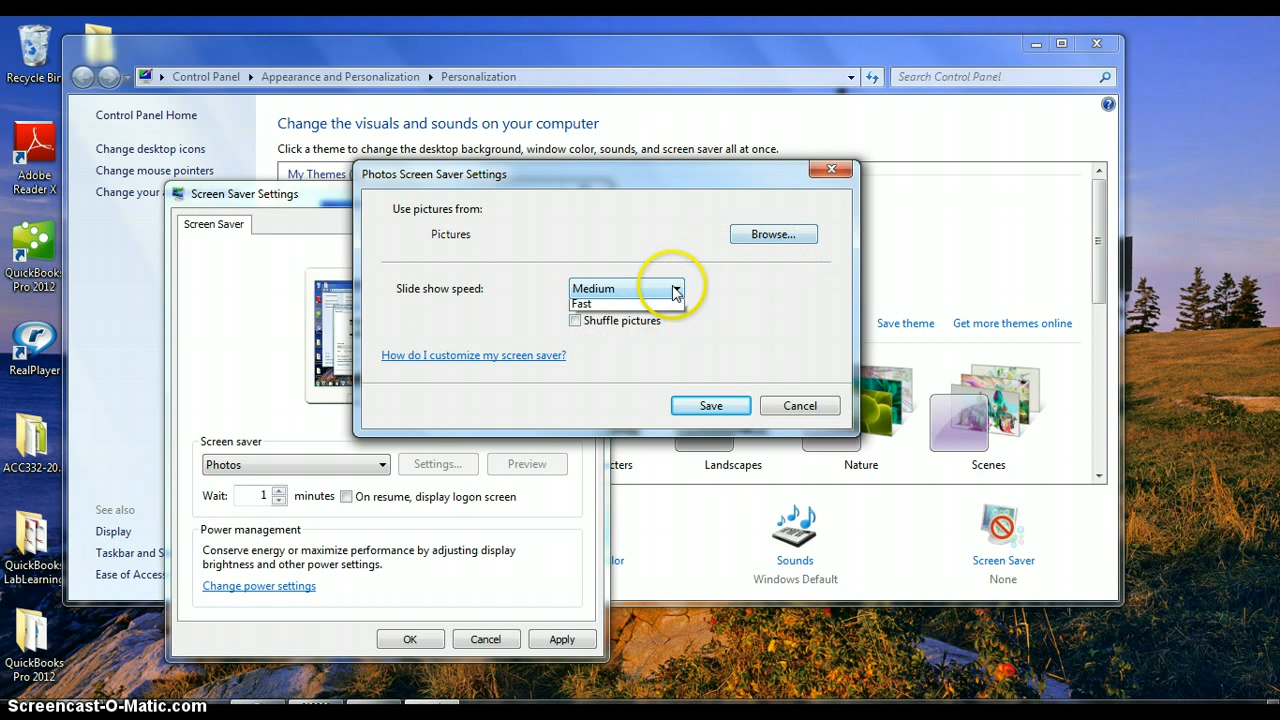 Recycle Bin
Adobe
Reader X
QuickBooks
Pro 2012
RealPlayer
ACC332-20...
QuickBooks
LabLearning
QuickBooks
Pro 2012
Control Panel
Appearance and Personalization
Personalization
Search Control Panel
Control Panel Home
Change desktop icons
Change mouse pointers
Change your a
See also
Display
Taskbar and S
Ease of Acces
Change the visuals and sounds on your computer
Click a theme to change the desktop background, window color, sounds, and screen saver all at once.
My Themes (
Save theme
Get more themes online
cters
Landscapes
Nature
Scenes
lor
Sounds
Windows Default
Screen Saver
None
Screen Saver Settings
Screen Saver
Screen saver
Photos
Settings...
Preview
Wait: 1 minutes
On resume, display logon screen
Power management
Conserve energy or maximize performance by adjusting display
brightness and other power settings.
Change power settings
OK
Cancel
Apply
Photos Screen Saver Settings
Use pictures from:
Pictures
Browse...
Slide show speed:
Medium
Fast
Shuffle pictures
How do I customize my screen saver?
Save
Cancel
Screencast-O-Matic.com